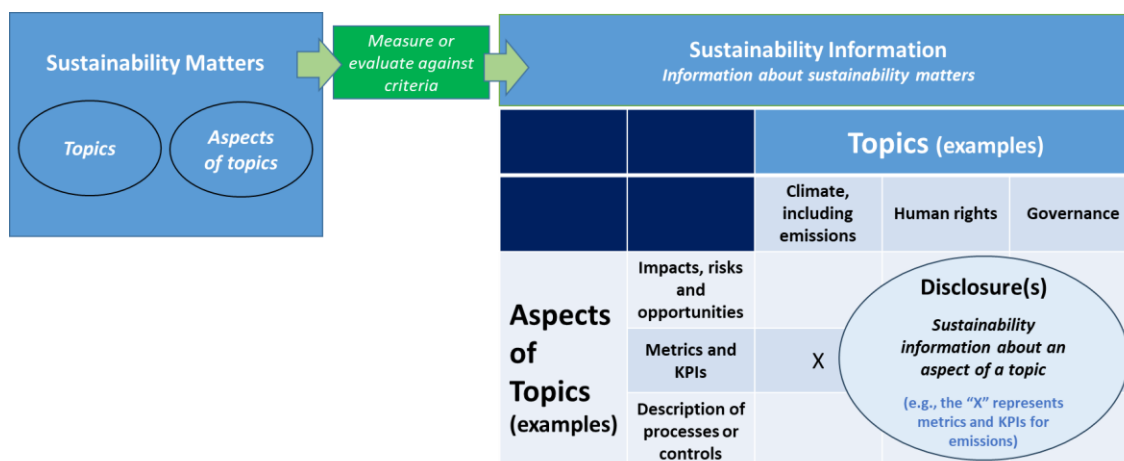 Sustainability Matters
Topics
Aspects
of topics
Measure or
evaluate against
criteria
Sustainability Information
Information about sustainability matters
Topics (examples)
Climate,
including
emissions
Human rights
Governance
Aspects
of
Topics
(examples)
Impacts, risks
and
opportunities
Metrics and
KPIs
X
Description of
processes or
controls
Disclosure(s)
Sustainability
information about an
aspect of a topic
(e.g., the “X” represents
metrics and KPIs for
emissions)